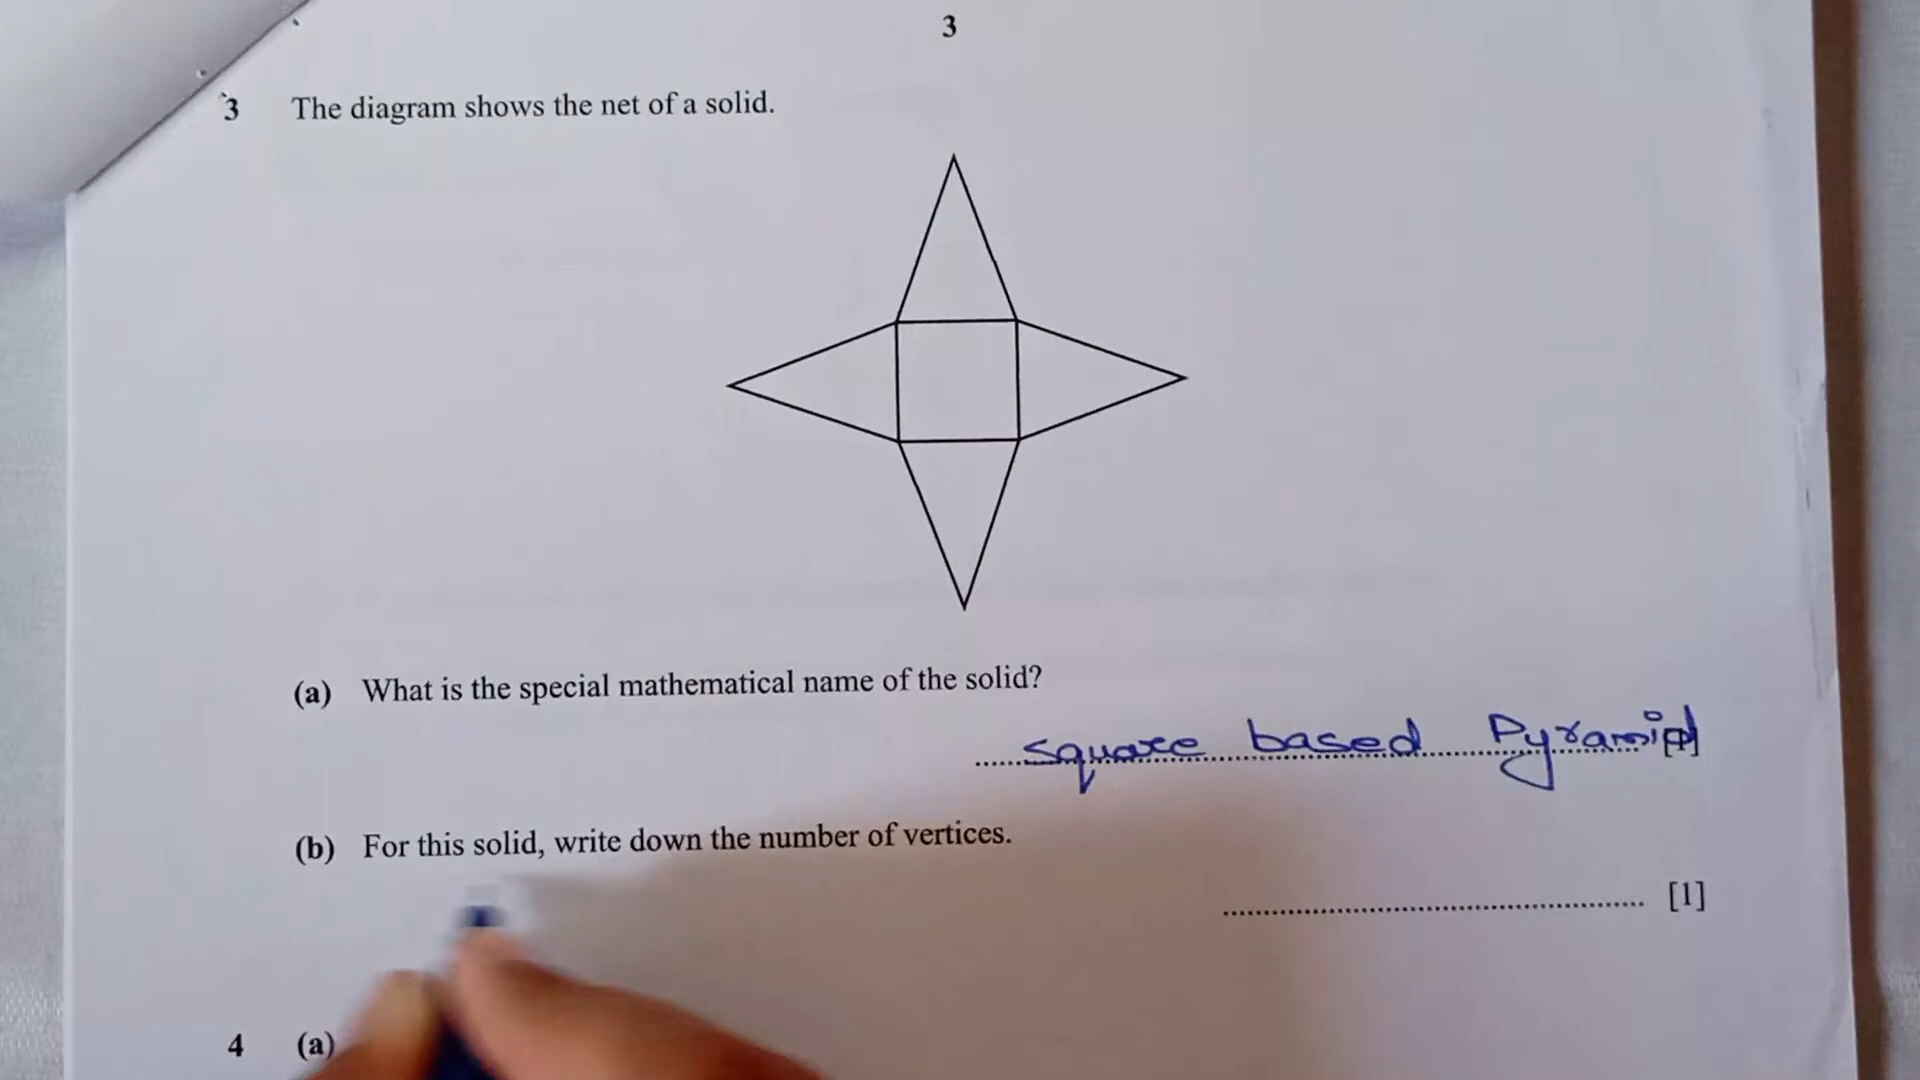 3
3 The diagram shows the net of a solid.
(a) What is the special mathematical name of the solid?
square based Pyramid [1]
(b) For this solid, write down the number of vertices.
[1]
4 (a)